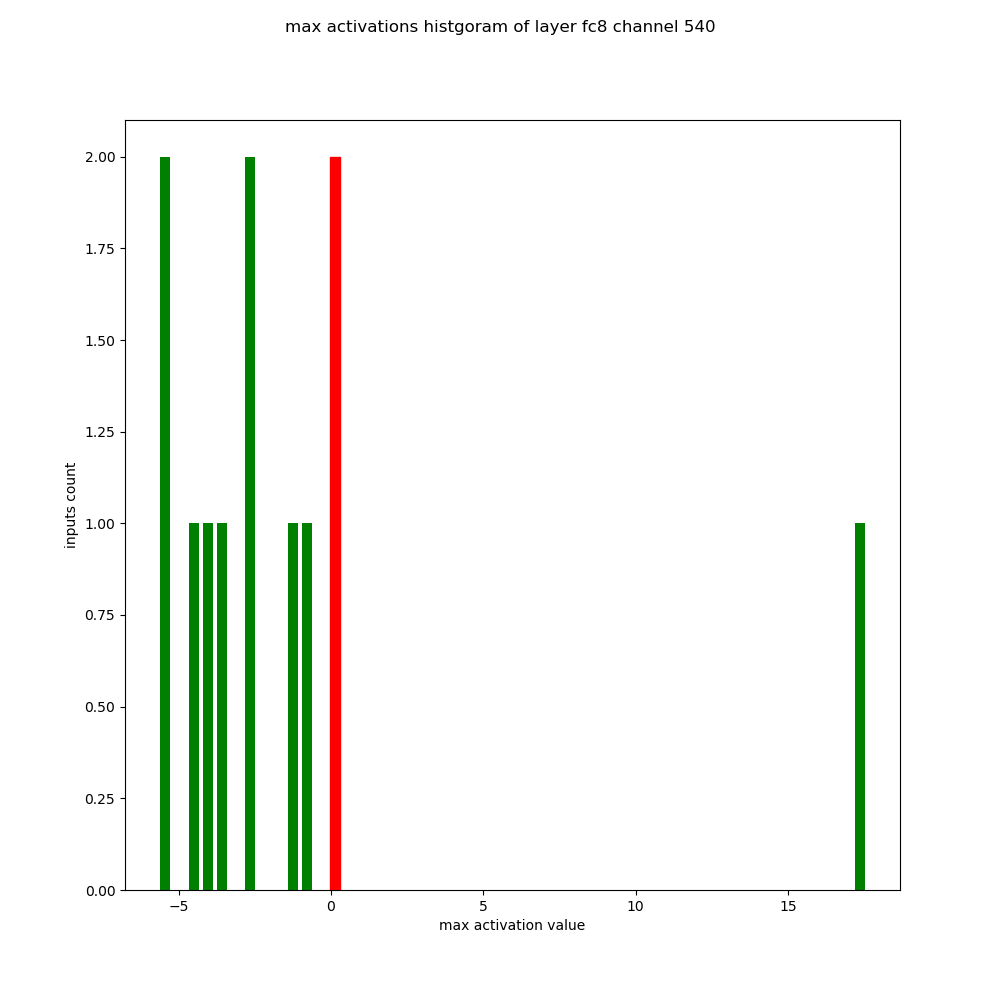 max activations histgoram of layer fc8 channel 540
2.00
1.75
1.50
1.25
1.00
0.75
0.50
0.25
0.00
inputs count
−5 0 5 10 15
max activation value